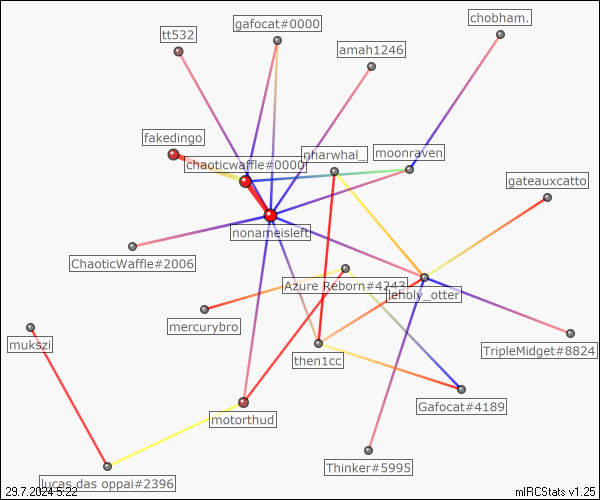 chobham.
gafocat#0000
tt532
amah1246
fakedingo
chaoticwaffle#0000
nharwhal_
moonraven
gateauxcatto
nonameisleft
ChaoticWaffle#2006
Azure Reborn#4243
leholy_otter
mercurybro
mukszi
then1cc
TripleMidget#8824
Gafocat#4189
motorthud
Thinker#5995
lucas das oppai#2396
29.7.2024 5:22
mIRCStats v1.25